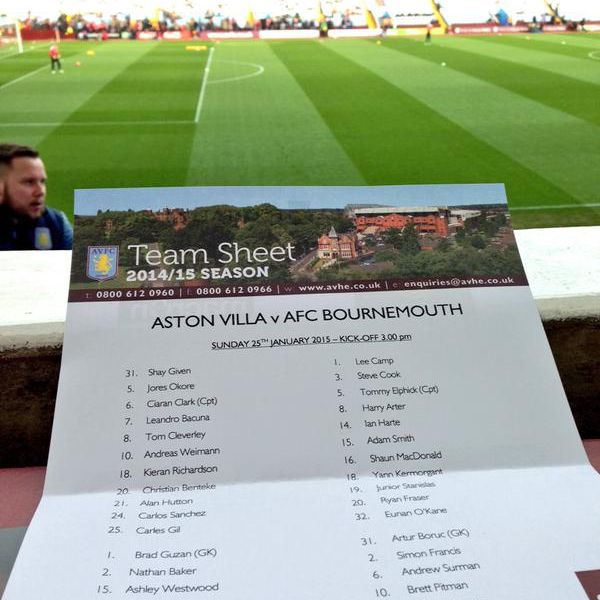 AVFC
Team Sheet
2014/15 SEASON
t: 0800 612 0960 | f: 0800 612 0966 | w: www.avhe.co.uk | e: enquiries@avhe.co.uk
ASTON VILLA v AFC BOURNEMOUTH
SUNDAY 25TH JANUARY 2015 – KICK-OFF 3.00 pm
31. Shay Given
5. Jores Okore
6. Ciaran Clark (Cpt)
7. Leandro Bacuna
8. Tom Cleverley
10. Andreas Weimann
18. Kieran Richardson
20. Christian Benteke
21. Alan Hutton
24. Carlos Sanchez
25. Carles Gil
1. Brad Guzan (GK)
2. Nathan Baker
15. Ashley Westwood
1. Lee Camp
3. Steve Cook
5. Tommy Elphick (Cpt)
8. Harry Arter
14. Ian Harte
15. Adam Smith
16. Shaun MacDonald
18. Yann Kermorgant
19. Junior Stanislas
20. Ryan Fraser
32. Eunan O'Kane
31. Artur Boruc (GK)
2. Simon Francis
6. Andrew Surman
10. Brett Pitman